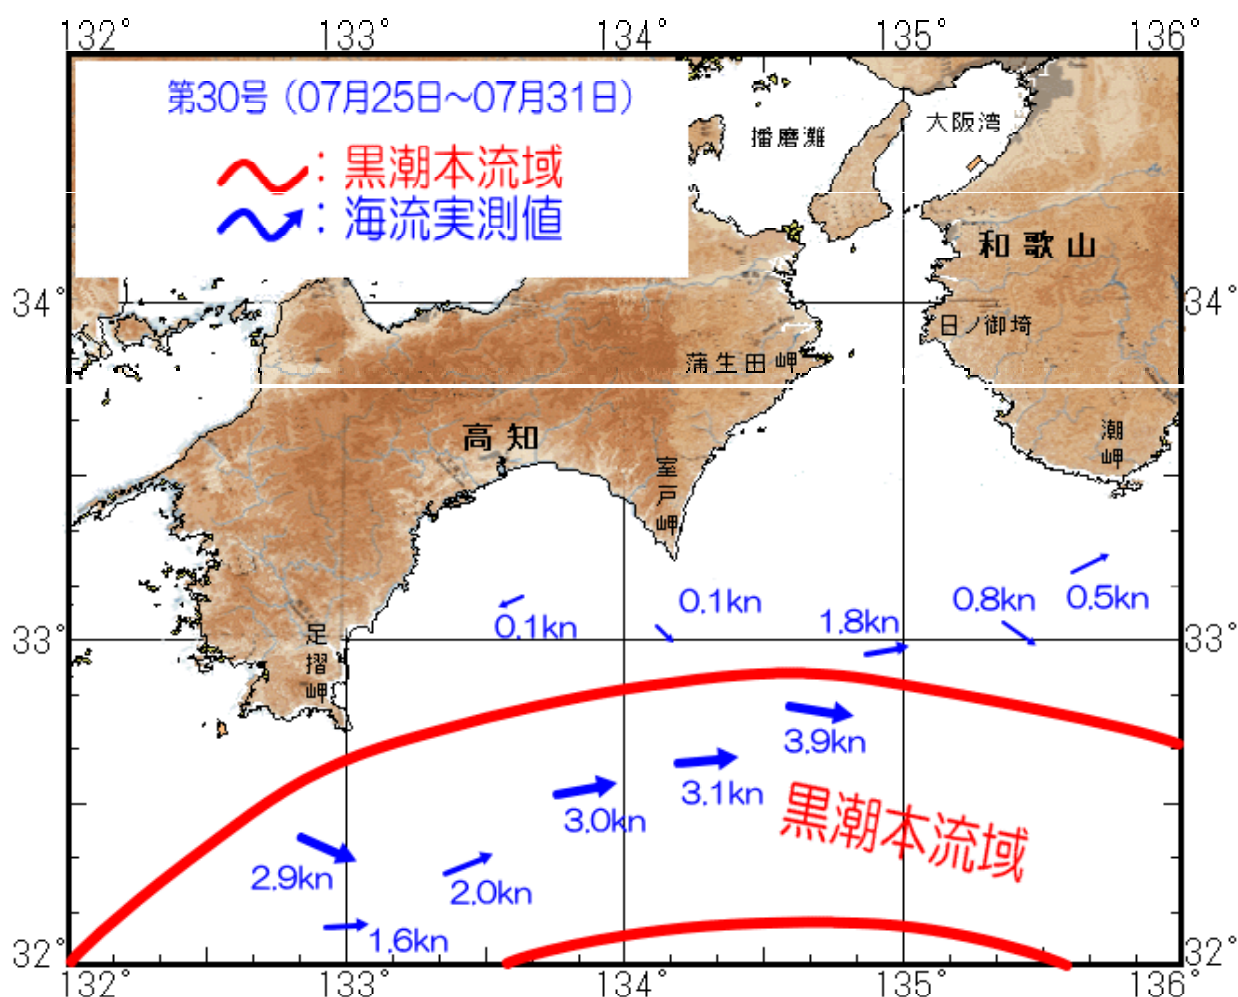 132° 133° 134° 135° 136°
第30号（07月25日～07月31日）
：黒潮本流域
：海流実測値
播磨灘
大阪湾
和歌山
34°
34°
日ノ御埼
蒲生田岬
高知
室戸岬
潮岬
0.1kn
0.1kn
1.8kn
0.8kn
0.5kn
33°
33°
足摺岬
3.9kn
3.1kn
3.0kn
黒潮本流域
2.9kn
2.0kn
1.6kn
32°
32°
132° 133° 134° 135° 136°